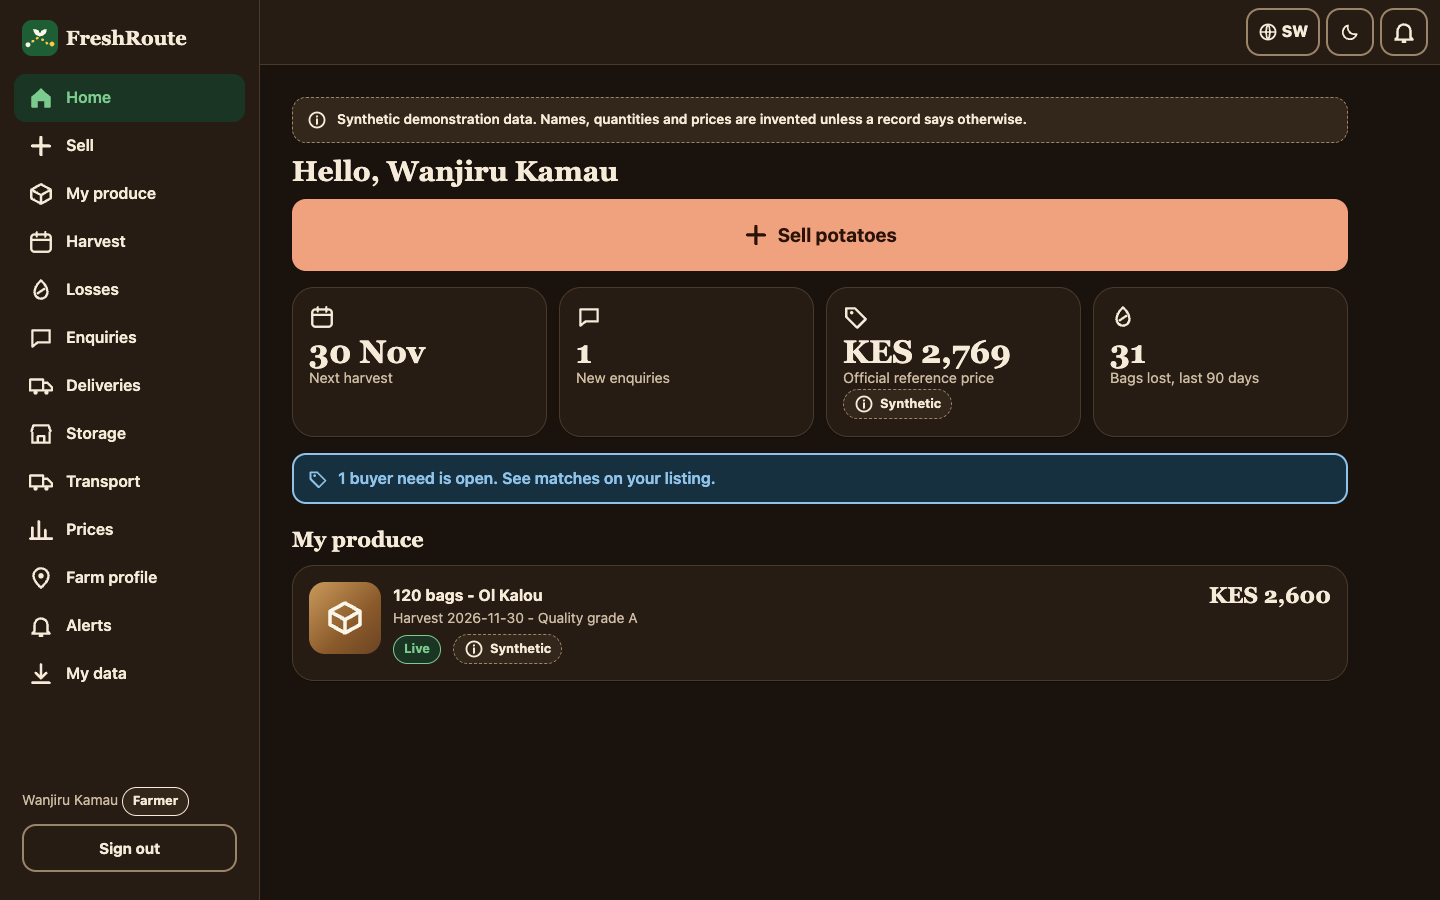 FreshRoute
SW
Home
Sell
My produce
Harvest
Losses
Enquiries
Deliveries
Storage
Transport
Prices
Farm profile
Alerts
My data
Wanjiru Kamau Farmer
Sign out
Synthetic demonstration data. Names, quantities and prices are invented unless a record says otherwise.
Hello, Wanjiru Kamau
Sell potatoes
30 Nov
Next harvest
1
New enquiries
KES 2,769
Official reference price
Synthetic
31
Bags lost, last 90 days
1 buyer need is open. See matches on your listing.
My produce
120 bags - Ol Kalou
KES 2,600
Harvest 2026-11-30 - Quality grade A
Live
Synthetic